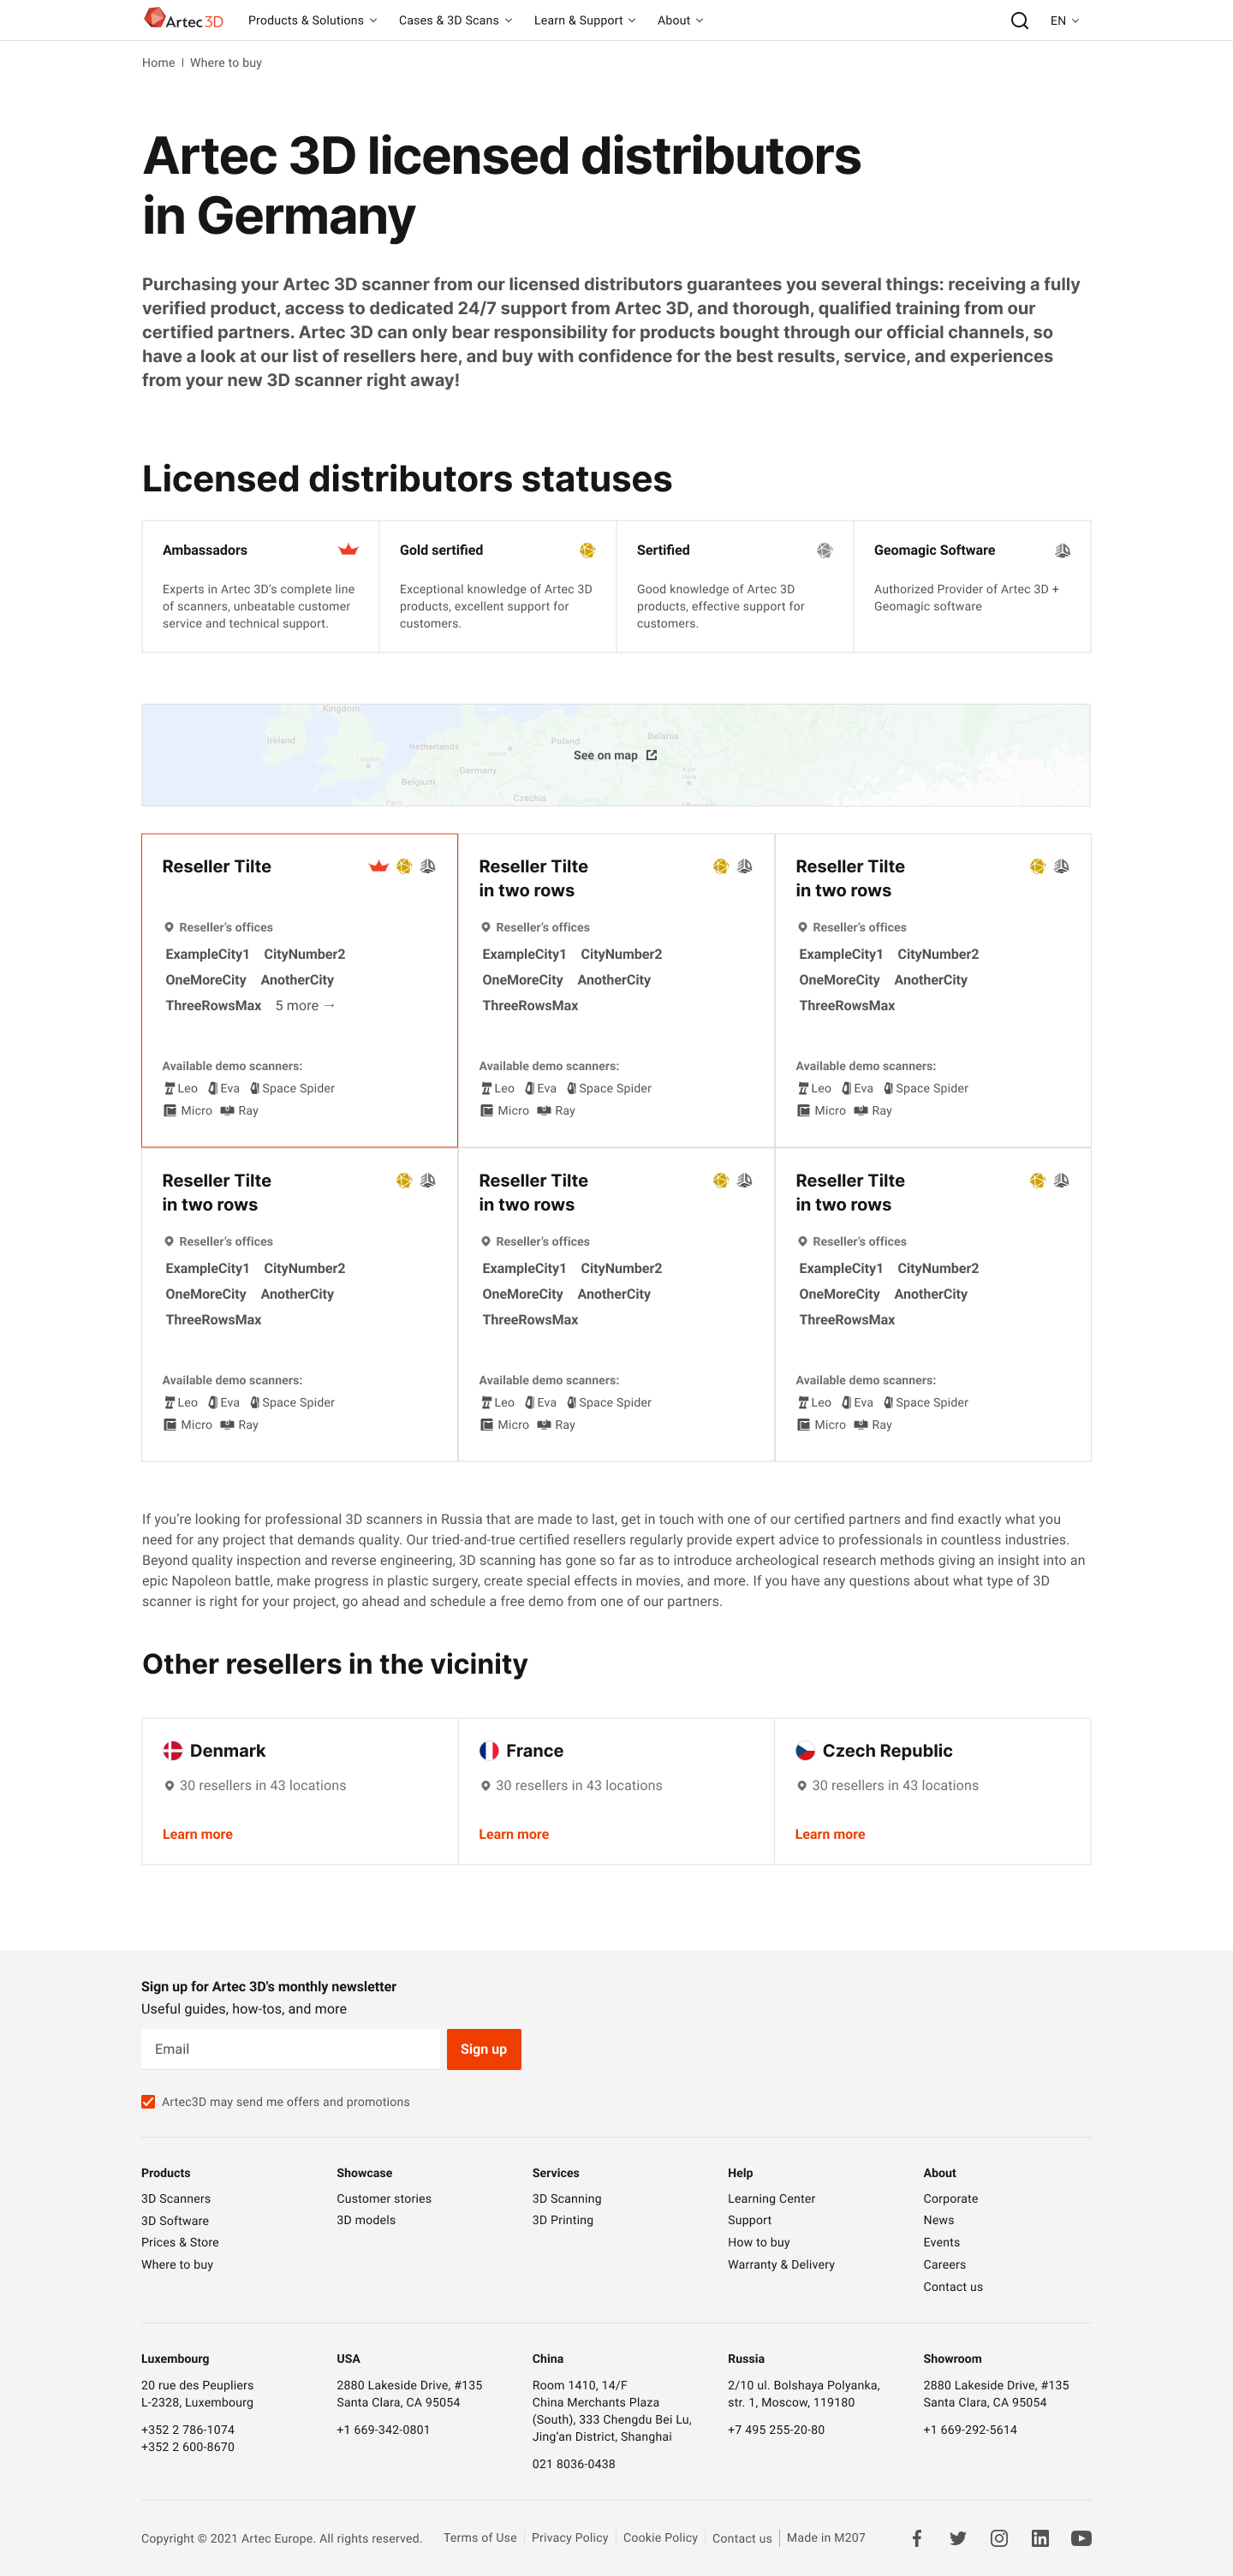 Artec 3D
Products & Solutions
Cases & 3D Scans
Learn & Support
About
EN
Home | Where to buy
Artec 3D licensed distributors
in Germany
Purchasing your Artec 3D scanner from our licensed distributors guarantees you several things: receiving a fully
verified product, access to dedicated 24/7 support from Artec 3D, and thorough, qualified training from our
certified partners. Artec 3D can only bear responsibility for products bought through our official channels, so
have a look at our list of resellers here, and buy with confidence for the best results, service, and experiences
from your new 3D scanner right away!
Licensed distributors statuses
Ambassadors
Experts in Artec 3D's complete line
of scanners, unbeatable customer
service and technical support.
Gold sertified
Exceptional knowledge of Artec 3D
products, excellent support for
customers.
Sertified
Good knowledge of Artec 3D
products, effective support for
customers.
Geomagic Software
Authorized Provider of Artec 3D +
Geomagic software
Kingdom
Ireland
London
Netherlands
Belgium
Paris
Berlin
Germany
Czechia
Poland
Belarus
Kyiv
Київ
Ukraine
See on map
Reseller Tilte
Reseller's offices
ExampleCity1 CityNumber2
OneMoreCity AnotherCity
ThreeRowsMax 5 more →
Available demo scanners:
Leo Eva Space Spider
Micro Ray
Reseller Tilte
in two rows
Reseller's offices
ExampleCity1 CityNumber2
OneMoreCity AnotherCity
ThreeRowsMax
Available demo scanners:
Leo Eva Space Spider
Micro Ray
Reseller Tilte
in two rows
Reseller's offices
ExampleCity1 CityNumber2
OneMoreCity AnotherCity
ThreeRowsMax
Available demo scanners:
Leo Eva Space Spider
Micro Ray
Reseller Tilte
in two rows
Reseller's offices
ExampleCity1 CityNumber2
OneMoreCity AnotherCity
ThreeRowsMax
Available demo scanners:
Leo Eva Space Spider
Micro Ray
Reseller Tilte
in two rows
Reseller's offices
ExampleCity1 CityNumber2
OneMoreCity AnotherCity
ThreeRowsMax
Available demo scanners:
Leo Eva Space Spider
Micro Ray
Reseller Tilte
in two rows
Reseller's offices
ExampleCity1 CityNumber2
OneMoreCity AnotherCity
ThreeRowsMax
Available demo scanners:
Leo Eva Space Spider
Micro Ray
If you're looking for professional 3D scanners in Russia that are made to last, get in touch with one of our certified partners and find exactly what you
need for any project that demands quality. Our tried-and-true certified resellers regularly provide expert advice to professionals in countless industries.
Beyond quality inspection and reverse engineering, 3D scanning has gone so far as to introduce archeological research methods giving an insight into an
epic Napoleon battle, make progress in plastic surgery, create special effects in movies, and more. If you have any questions about what type of 3D
scanner is right for your project, go ahead and schedule a free demo from one of our partners.
Other resellers in the vicinity
Denmark
30 resellers in 43 locations
Learn more
France
30 resellers in 43 locations
Learn more
Czech Republic
30 resellers in 43 locations
Learn more
Sign up for Artec 3D's monthly newsletter
Useful guides, how-tos, and more
Email
Sign up
Artec3D may send me offers and promotions
Products
3D Scanners
3D Software
Prices & Store
Where to buy
Showcase
Customer stories
3D models
Services
3D Scanning
3D Printing
Help
Learning Center
Support
How to buy
Warranty & Delivery
About
Corporate
News
Events
Careers
Contact us
Luxembourg
20 rue des Peupliers
L-2328, Luxembourg
+352 2 786-1074
+352 2 600-8670
USA
2880 Lakeside Drive, #135
Santa Clara, CA 95054
+1 669-342-0801
China
Room 1410, 14/F
China Merchants Plaza
(South), 333 Chengdu Bei Lu,
Jing'an District, Shanghai
021 8036-0438
Russia
2/10 ul. Bolshaya Polyanka,
str. 1, Moscow, 119180
+7 495 255-20-80
Showroom
2880 Lakeside Drive, #135
Santa Clara, CA 95054
+1 669-292-5614
Copyright © 2021 Artec Europe. All rights reserved.
Terms of Use | Privacy Policy | Cookie Policy | Contact us | Made in M207